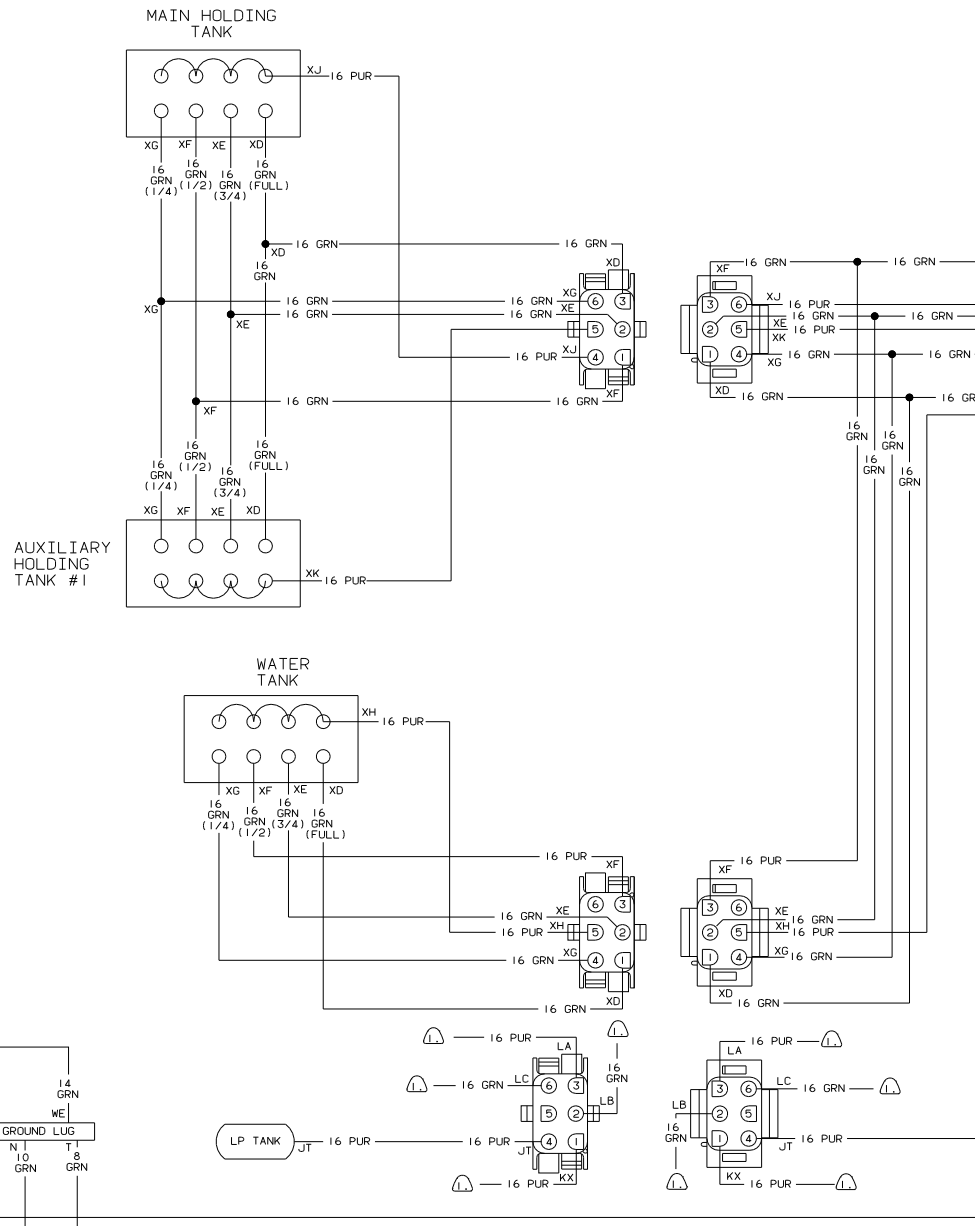 MAIN HOLDING
TANK
XJ
16 PUR
XG
XF
XE
XD
16
GRN
(1/4)
16
GRN
(1/2)
16
GRN
(3/4)
16
GRN
(FULL)
XD
16 GRN
16 GRN
XD
16
GRN
XG
16 GRN
16 GRN
XG
XE
16 GRN
16 GRN
XE
6
3
5
2
4
1
16 PUR
XJ
XF
16 GRN
16 GRN
XF
XF
16 GRN
16 GRN
3
6
2
5
1
4
XJ
16 PUR
16 GRN
16 GRN
XE
16 PUR
XK
XG
16 GRN
16 GRN
XD
16 GRN
16 GR
16
GRN
16
GRN
16
GRN
16
GRN
16
GRN
(1/4)
16
GRN
(1/2)
16
GRN
(3/4)
16
GRN
(FULL)
XG
XF
XE
XD
AUXILIARY
HOLDING
TANK #1
XK
16 PUR
WATER
TANK
XH
16 PUR
XG
XF
XE
XD
16
GRN
(1/4)
16
GRN
(1/2)
16
GRN
(3/4)
16
GRN
(FULL)
16 PUR
XF
6
3
5
2
4
1
16 GRN
XE
16 PUR
XH
16 GRN
XG
16 GRN
XD
16 PUR
XF
3
6
2
5
1
4
XE
16 GRN
XH
16 PUR
XG
16 GRN
XD
16 GRN
1.
16 PUR
LA
1.
16
GRN
LB
1.
16 GRN
LC
6
3
5
2
4
1
LP TANK
JT
16 PUR
16 PUR
JT
1.
16 PUR
KX
16 PUR
1.
LA
3
6
2
5
1
4
LC
16 GRN
1.
LB
16
GRN
1.
JT
16 PUR
KX
16 PUR
1.
14
GRN
WE
GROUND LUG
N
T
10
GRN
8
GRN